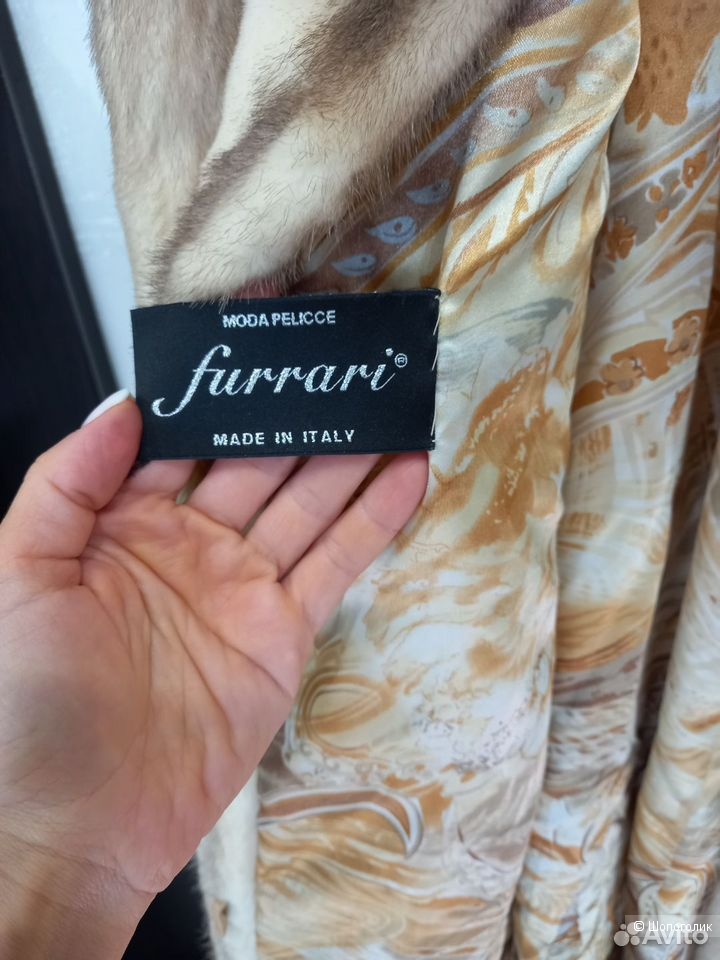 MODA PELICCE
furrari®
MADE IN ITALY
© Шопоголик
Avito